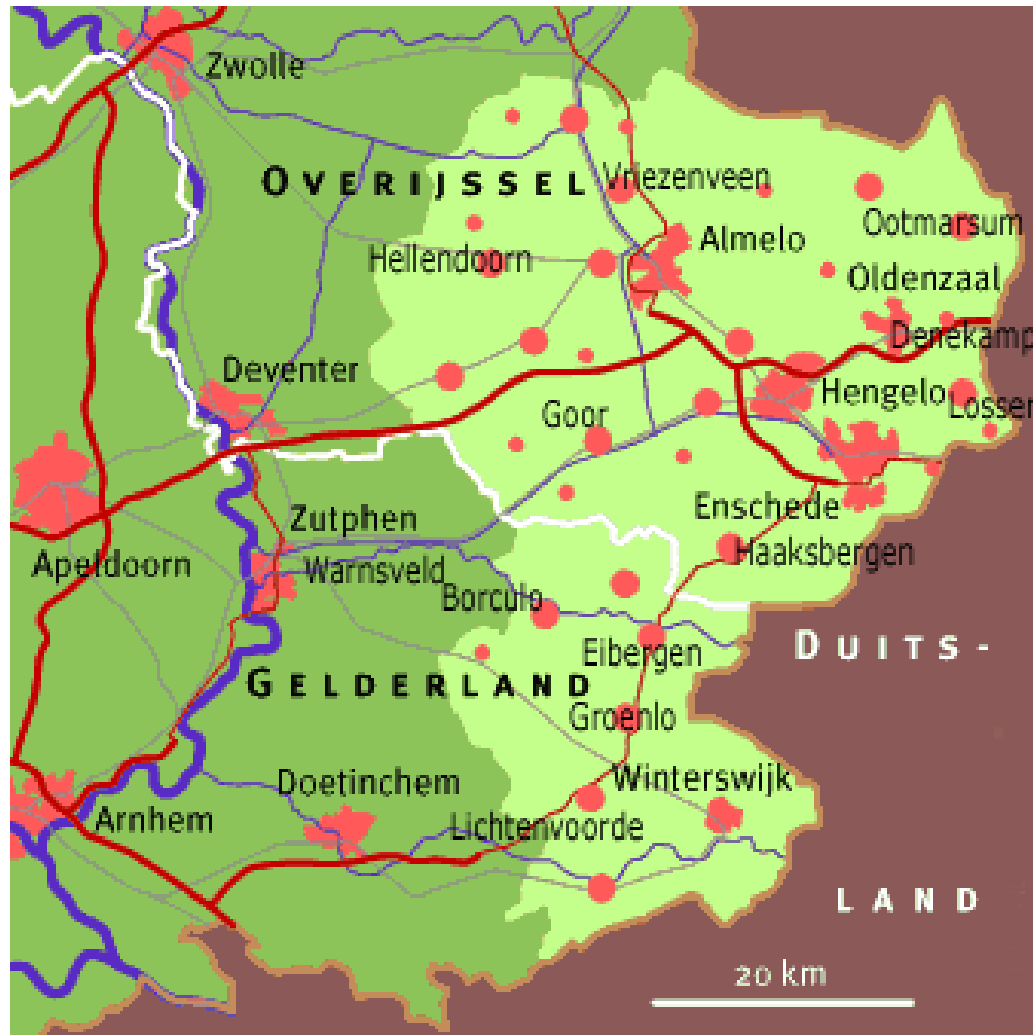 Zwolle
OVERIJSSEL
Vriezenveen
Ootmarsum
Almelo
Hellendoorn
Oldenzaal
Denekamp
Deventer
Hengelo
Losser
Goor
Enschede
Zutphen
Haaksbergen
Apeldoorn
Warnsveld
Borculo
DUITS-
Eibergen
GELDERLAND
Groenlo
Doetinchem
Winterswijk
Arnhem
Lichtenvoorde
LAND
20 km